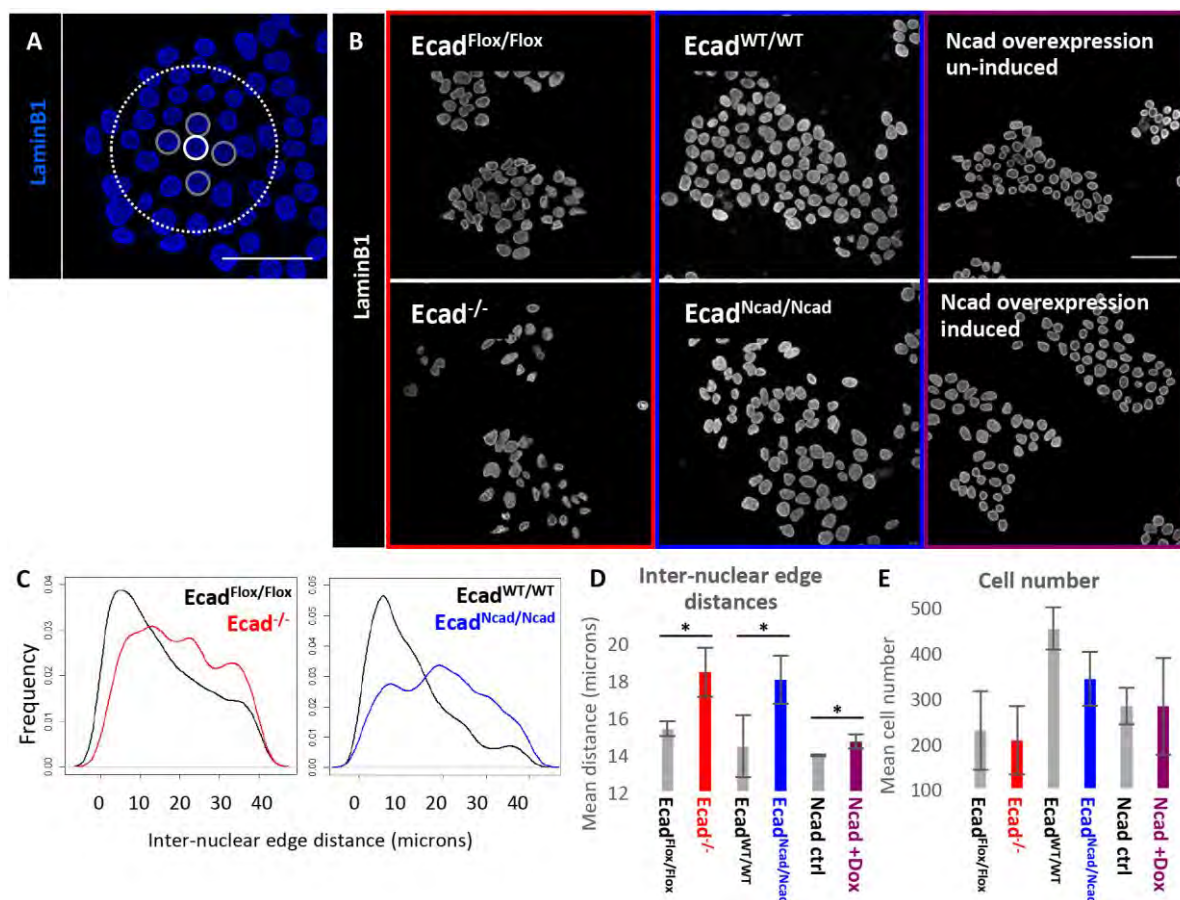 A
LaminB1
B
LaminB1
Ecad^Flox/Flox
Ecad^WT/WT
Ncad overexpression
un-induced
Ecad^-/-
Ecad^Ncad/Ncad
Ncad overexpression
induced
C
Ecad^Flox/Flox
Ecad^-/-
Frequency
0.04
0.03
0.02
0.01
0.00
0 10 20 30 40
Ecad^WT/WT
Ecad^Ncad/Ncad
0.05
0.04
0.03
0.02
0.01
0.00
0 10 20 30 40
Inter-nuclear edge distance (microns)
D
Inter-nuclear edge
distances
Mean distance (microns)
20
18
16
14
12
* * *
Ecad^Flox/Flox
Ecad^-/-
Ecad^WT/WT
Ecad^Ncad/Ncad
Ncad ctrl
Ncad +Dox
E
Cell number
Mean cell number
500
400
300
200
100
Ecad^Flox/Flox
Ecad^-/-
Ecad^WT/WT
Ecad^Ncad/Ncad
Ncad ctrl
Ncad +Dox